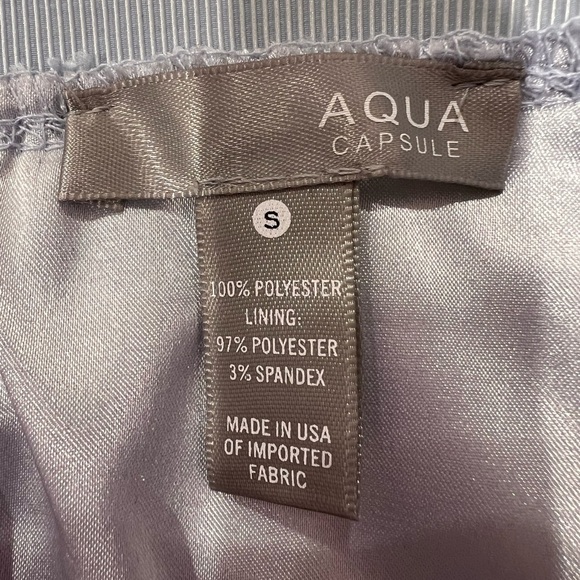 AQUA
CAPSULE
S
100% POLYESTER
LINING:
97% POLYESTER
3% SPANDEX
MADE IN USA
OF IMPORTED
FABRIC